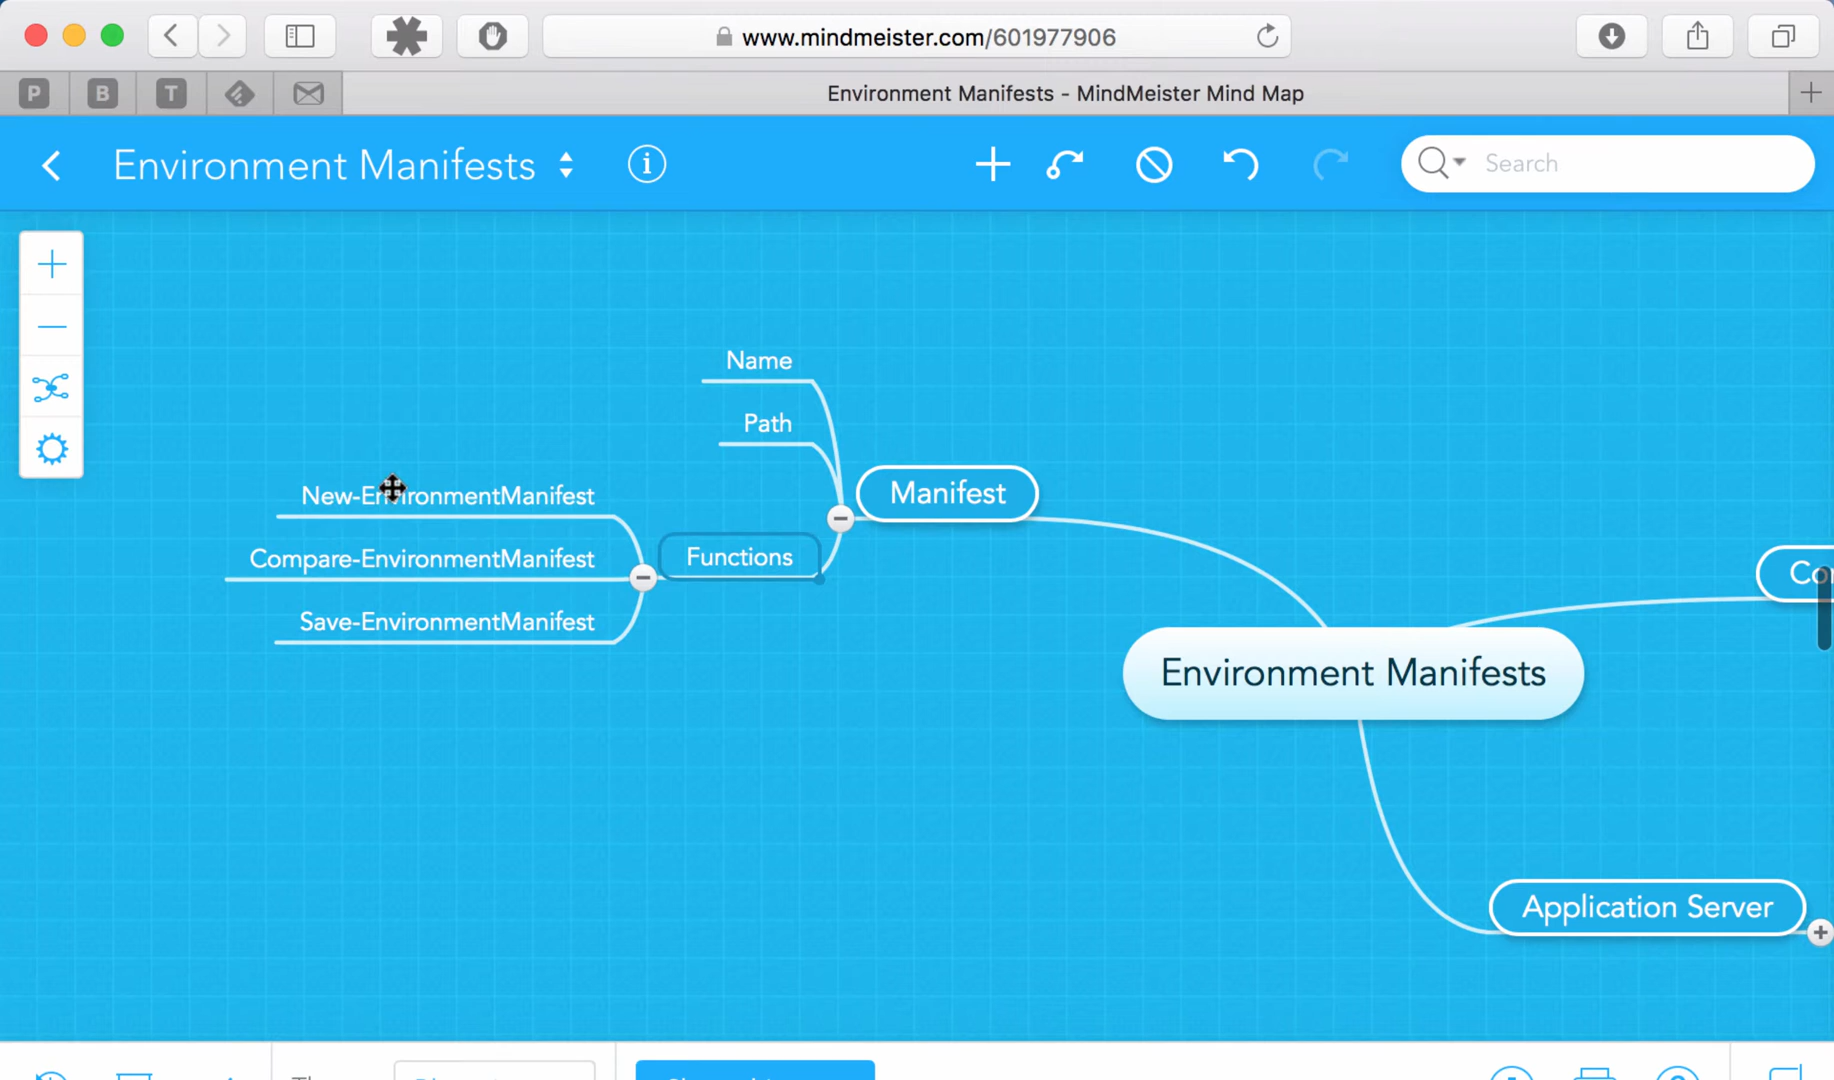 www.mindmeister.com/601977906
P
B
T
Environment Manifests - MindMeister Mind Map
Environment Manifests
Search
Name
Path
New-EnvironmentManifest
Manifest
Compare-EnvironmentManifest
Functions
Save-EnvironmentManifest
Environment Manifests
Application Server